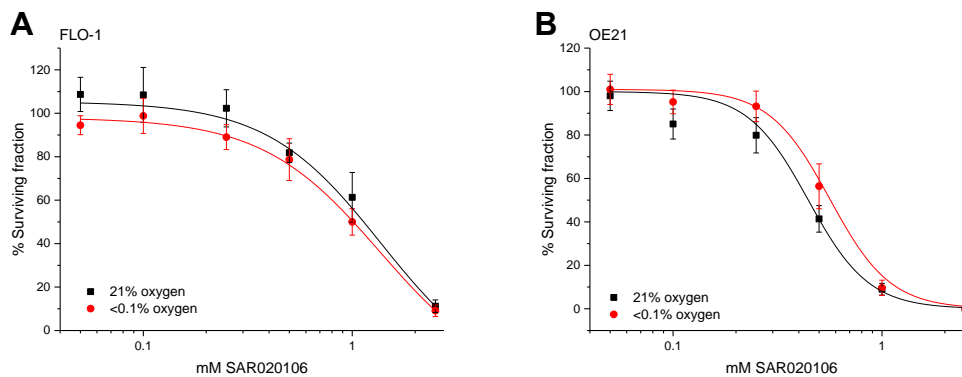 A
FLO-1
120
100
80
60
40
20
0
% Surviving fraction
21% oxygen
<0.1% oxygen
0.1
1
mM SAR020106
B
OE21
120
100
80
60
40
20
0
% Surviving fraction
21% oxygen
<0.1% oxygen
0.1
1
mM SAR020106